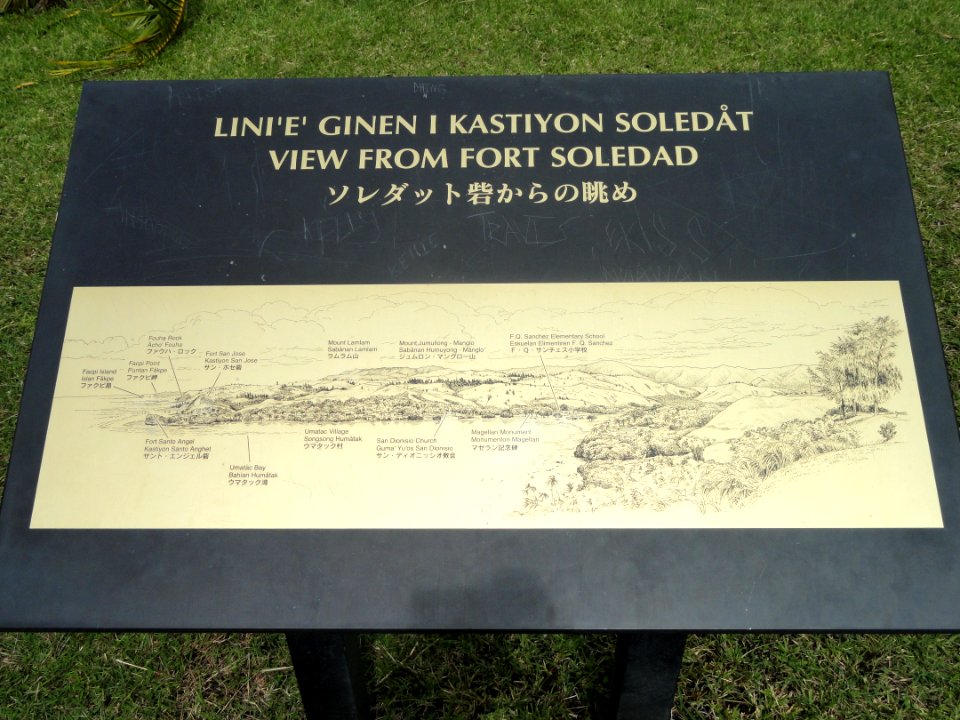 LINI'E' GINEN I KASTIYON SOLEDÅT
VIEW FROM FORT SOLEDAD
ソレダット砦からの眺め
Fouha Rock
Acho' Fouha
ファウハ・ロック
Fort San Jose
Kastiyon San Jose
サン・ホセ砦
Faqpi Point
Puntan Fåkpe
ファクピ岬
Faqpi Island
Islan Fåkpe
ファクピ島
Mount Lamlam
Sabånan Lamlam
ラムラム山
Mount Jumullong - Manglo
Sabånan Humuyong - Manglo'
ジュムロン・マングロー山
F.Q. Sanchez Elementary School
Eskuelan Elimentårion F. Q. Sanchez
F・Q・サンチェス小学校
Fort Santo Angel
Kastiyon Santo Anghet
サント・エンジェル砦
Umatac Bay
Bahian Humåtak
ウマタック湾
Umatac Village
Songsong Humåtak
ウマタック村
San Dionisio Church
Guma' Yu'os San Dionisio
サン・ディオニッシオ教会
Magellan Monument
Monumenton Magellan
マゼラン記念碑
KELLIE